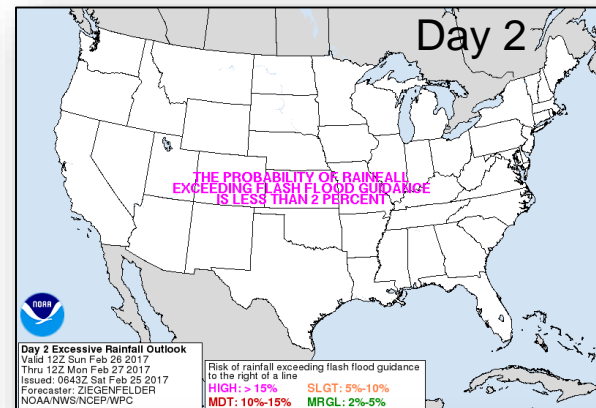 Day 2
THE PROBABILITY OF RAINFALL
EXCEEDING FLASH FLOOD GUIDANCE
IS LESS THAN 2 PERCENT
NOAA
Day 2 Excessive Rainfall Outlook
Valid 12Z Sun Feb 26 2017
Thru 12Z Mon Feb 27 2017
Issued: 0643Z Sat Feb 25 2017
Forecaster: ZIEGENFELDER
NOAA/NWS/NCEP/WPC
Risk of rainfall exceeding flash flood guidance
to the right of a line
HIGH: > 15% SLGT: 5%-10%
MDT: 10%-15% MRGL: 2%-5%